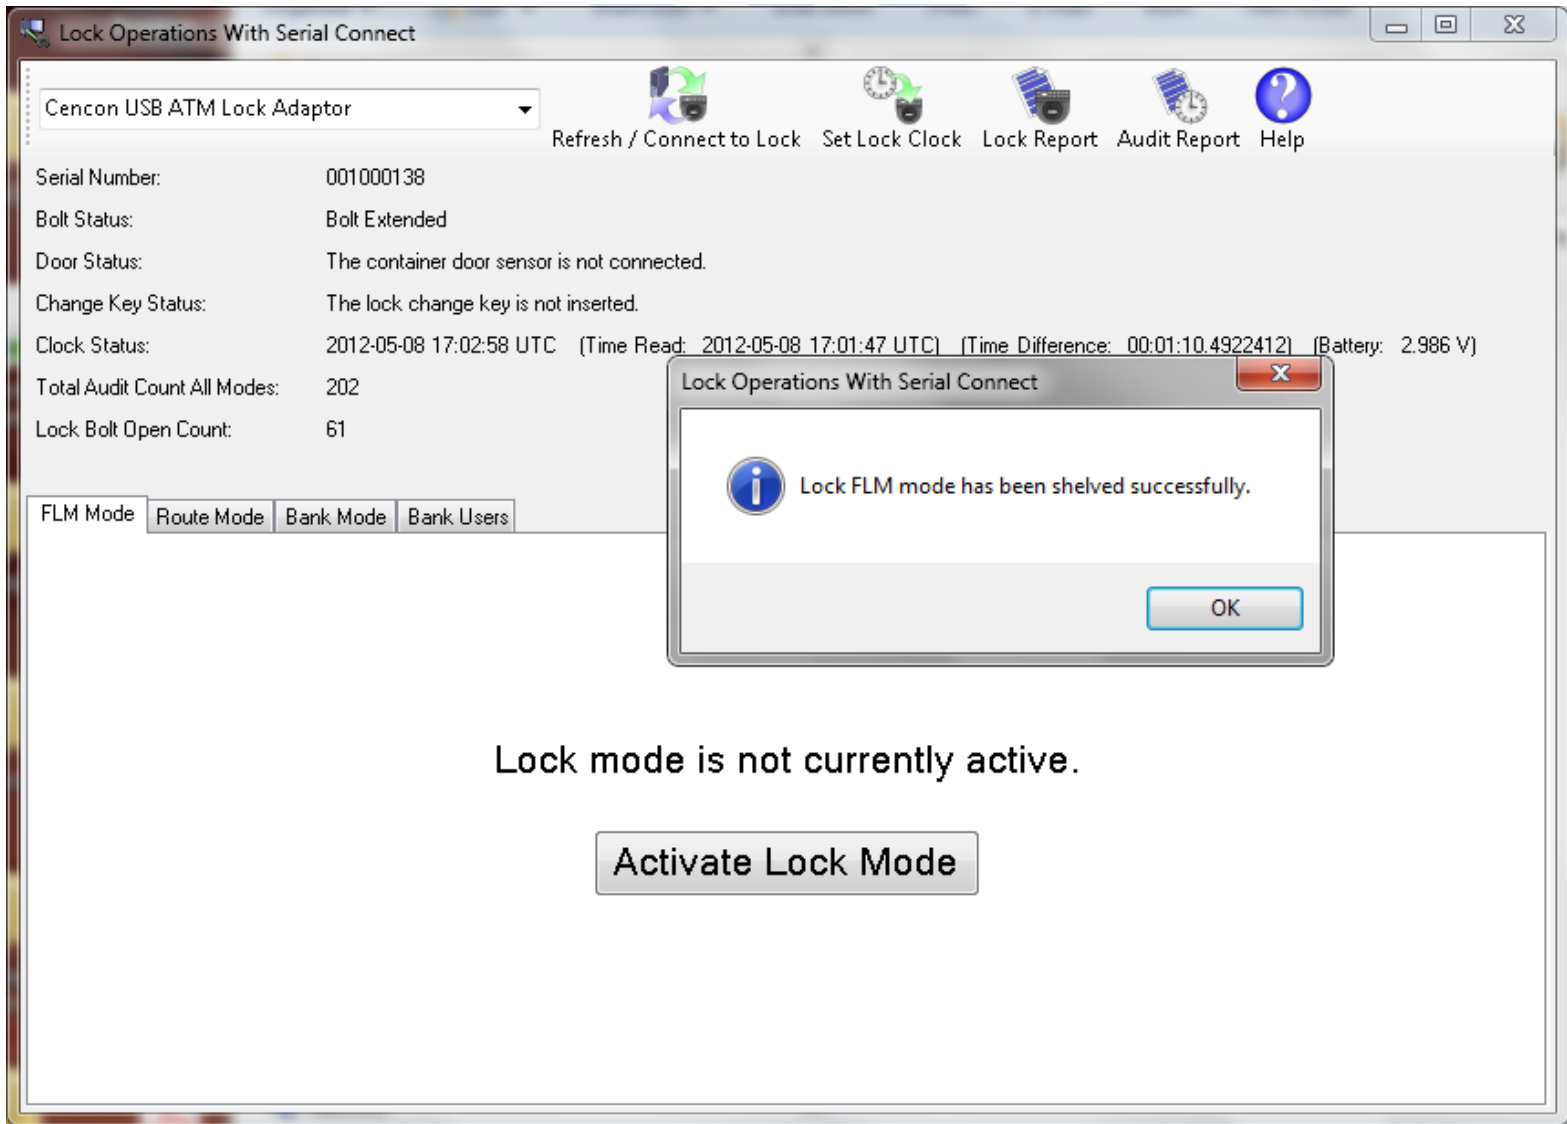 Lock Operations With Serial Connect
Cencon USB ATM Lock Adaptor
Refresh / Connect to Lock Set Lock Clock Lock Report Audit Report Help
Serial Number: 001000138
Bolt Status: Bolt Extended
Door Status: The container door sensor is not connected.
Change Key Status: The lock change key is not inserted.
Clock Status: 2012-05-08 17:02:58 UTC (Time Read: 2012-05-08 17:01:47 UTC) (Time Difference: 00:01:10.4922412) (Battery: 2.986 V)
Total Audit Count All Modes: 202
Lock Bolt Open Count: 61
Lock Operations With Serial Connect
Lock FLM mode has been shelved successfully.
OK
FLM Mode Route Mode Bank Mode Bank Users
Lock mode is not currently active.
Activate Lock Mode